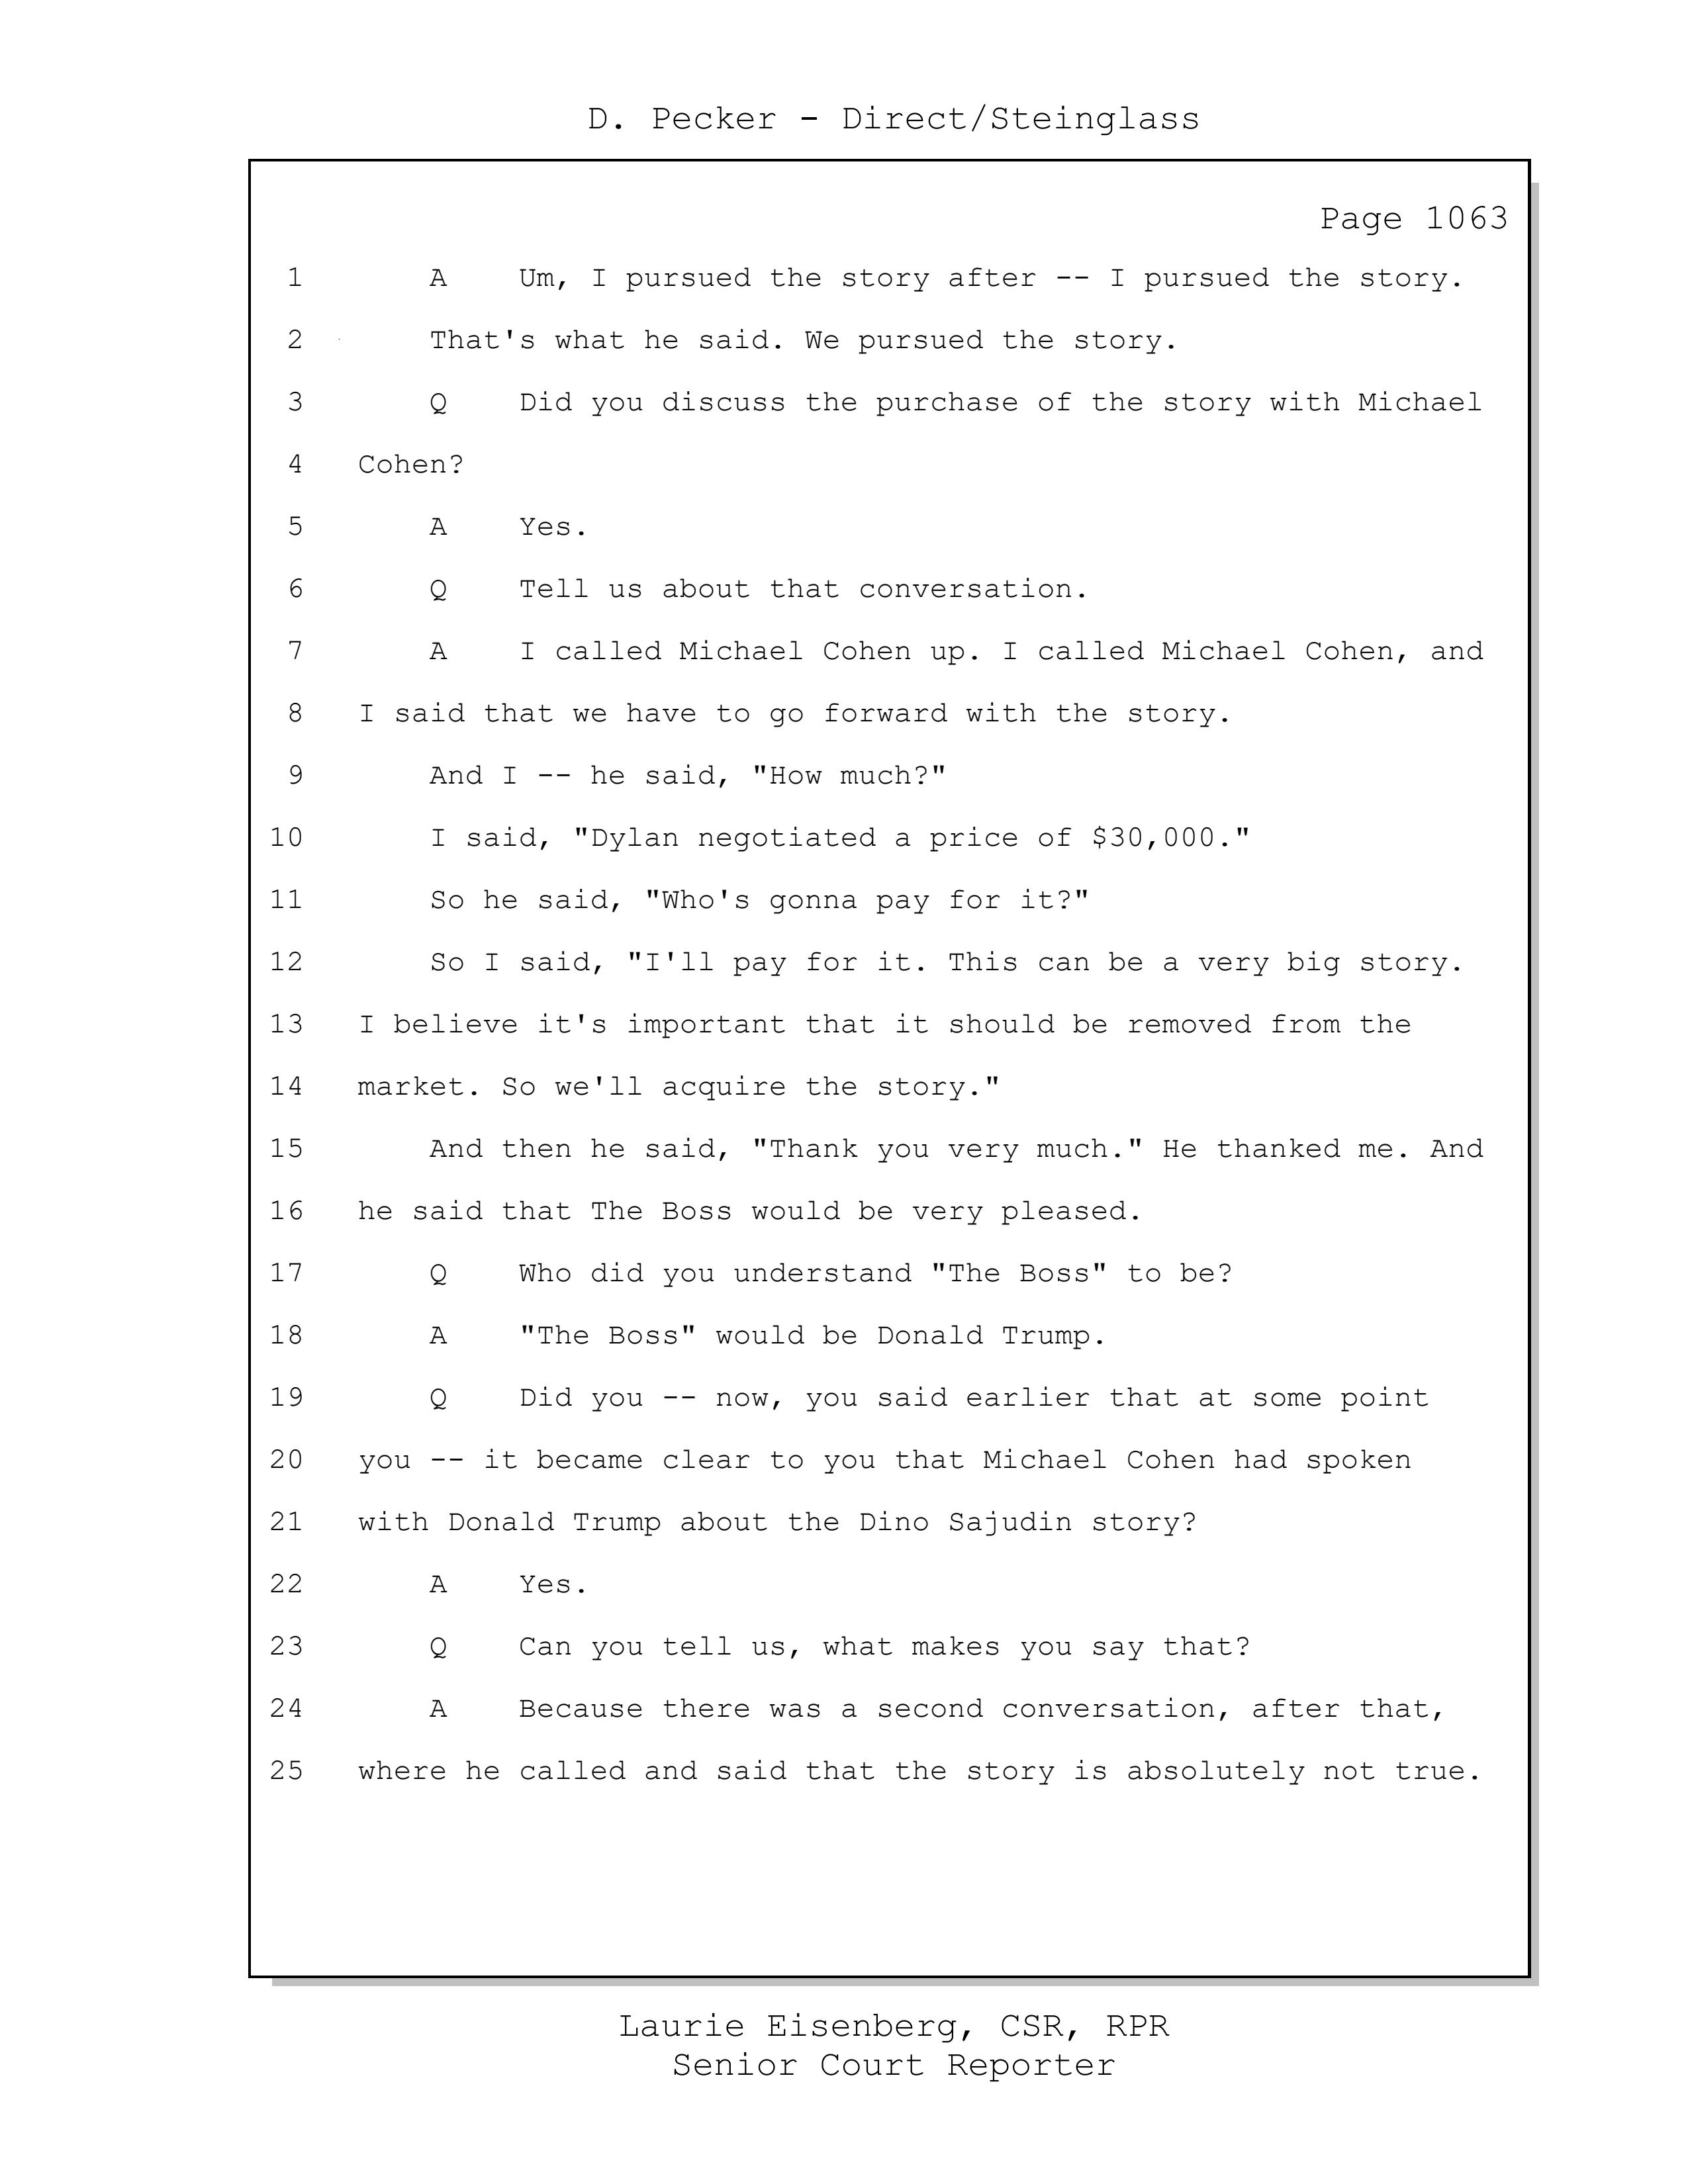 D. Pecker - Direct/Steinglass
Page 1063
1 A Um, I pursued the story after -- I pursued the story.
2 That's what he said. We pursued the story.
3 Q Did you discuss the purchase of the story with Michael
4 Cohen?
5 A Yes.
6 Q Tell us about that conversation.
7 A I called Michael Cohen up. I called Michael Cohen, and
8 I said that we have to go forward with the story.
9 And I -- he said, "How much?"
10 I said, "Dylan negotiated a price of $30,000."
11 So he said, "Who's gonna pay for it?"
12 So I said, "I'll pay for it. This can be a very big story.
13 I believe it's important that it should be removed from the
14 market. So we'll acquire the story."
15 And then he said, "Thank you very much." He thanked me. And
16 he said that The Boss would be very pleased.
17 Q Who did you understand "The Boss" to be?
18 A "The Boss" would be Donald Trump.
19 Q Did you -- now, you said earlier that at some point
20 you -- it became clear to you that Michael Cohen had spoken
21 with Donald Trump about the Dino Sajudin story?
22 A Yes.
23 Q Can you tell us, what makes you say that?
24 A Because there was a second conversation, after that,
25 where he called and said that the story is absolutely not true.
Laurie Eisenberg, CSR, RPR
Senior Court Reporter